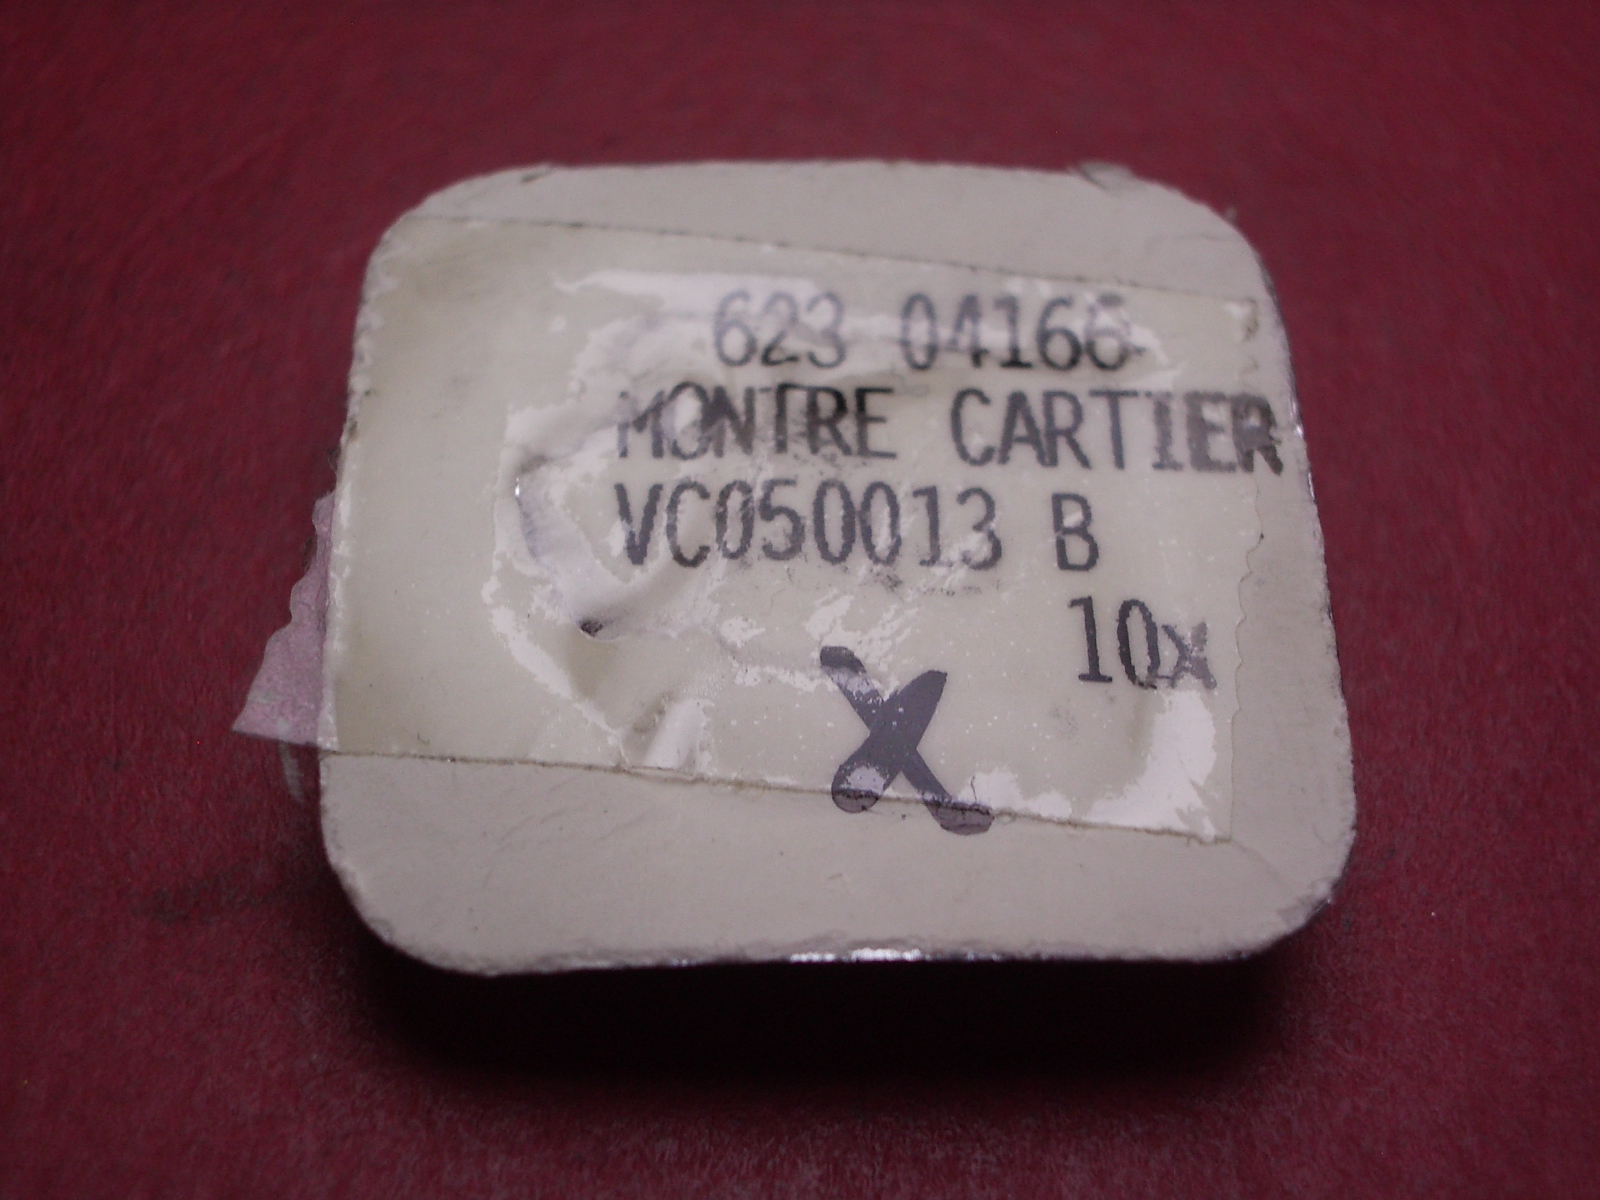 623 04166
MONTRE CARTIER
VC050013 B
10x
X